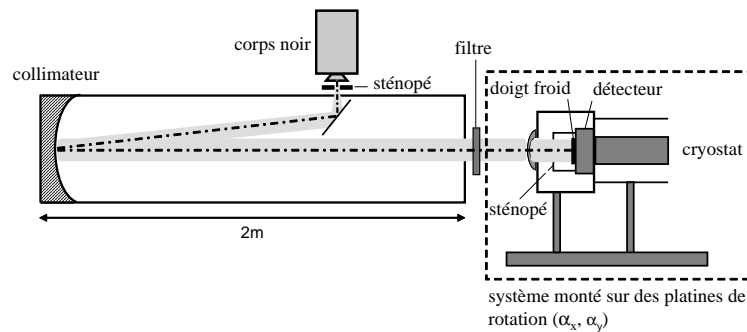 corps noir
collimateur
sténopé
filtre
doigt froid
détecteur
cryostat
sténopé
2m
système monté sur des platines de
rotation (αx, αy)